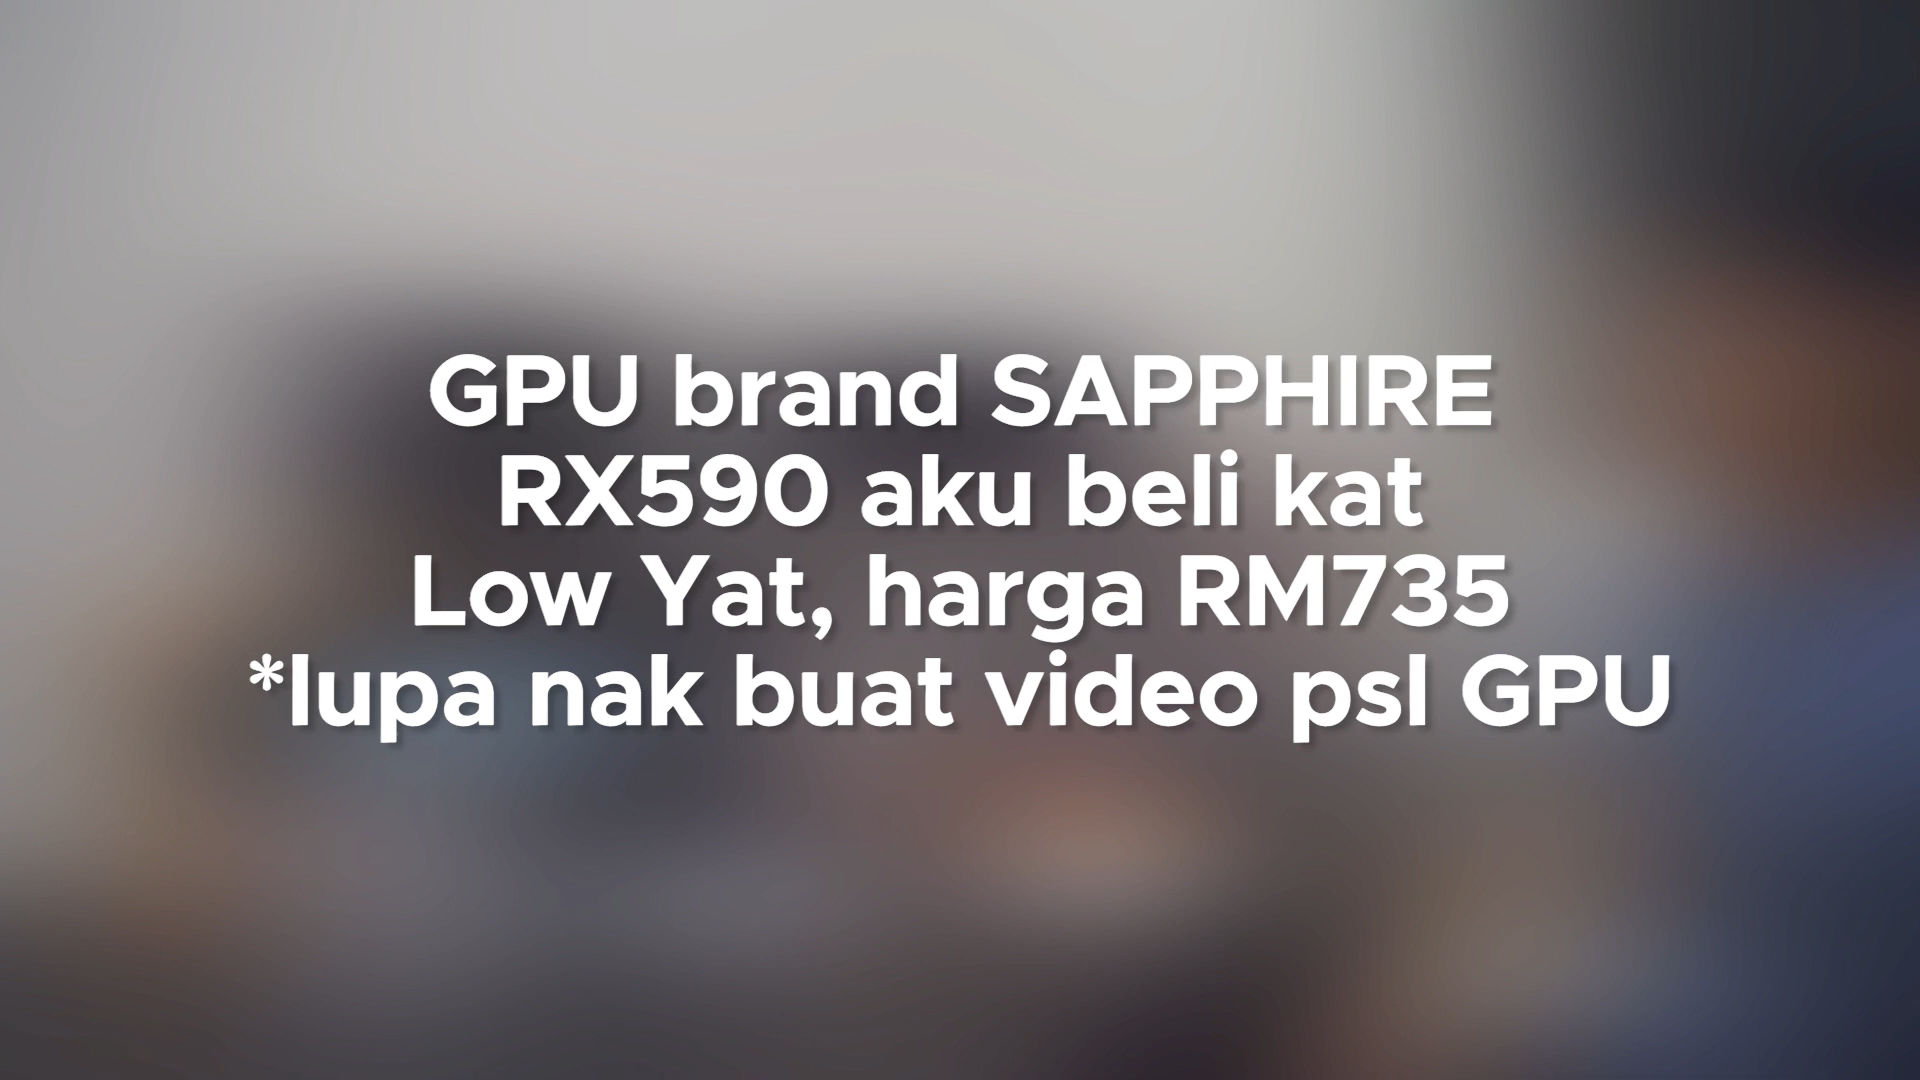 GPU brand SAPPHIRE
RX590 aku beli kat
Low Yat, harga RM735
*lupa nak buat video psl GPU